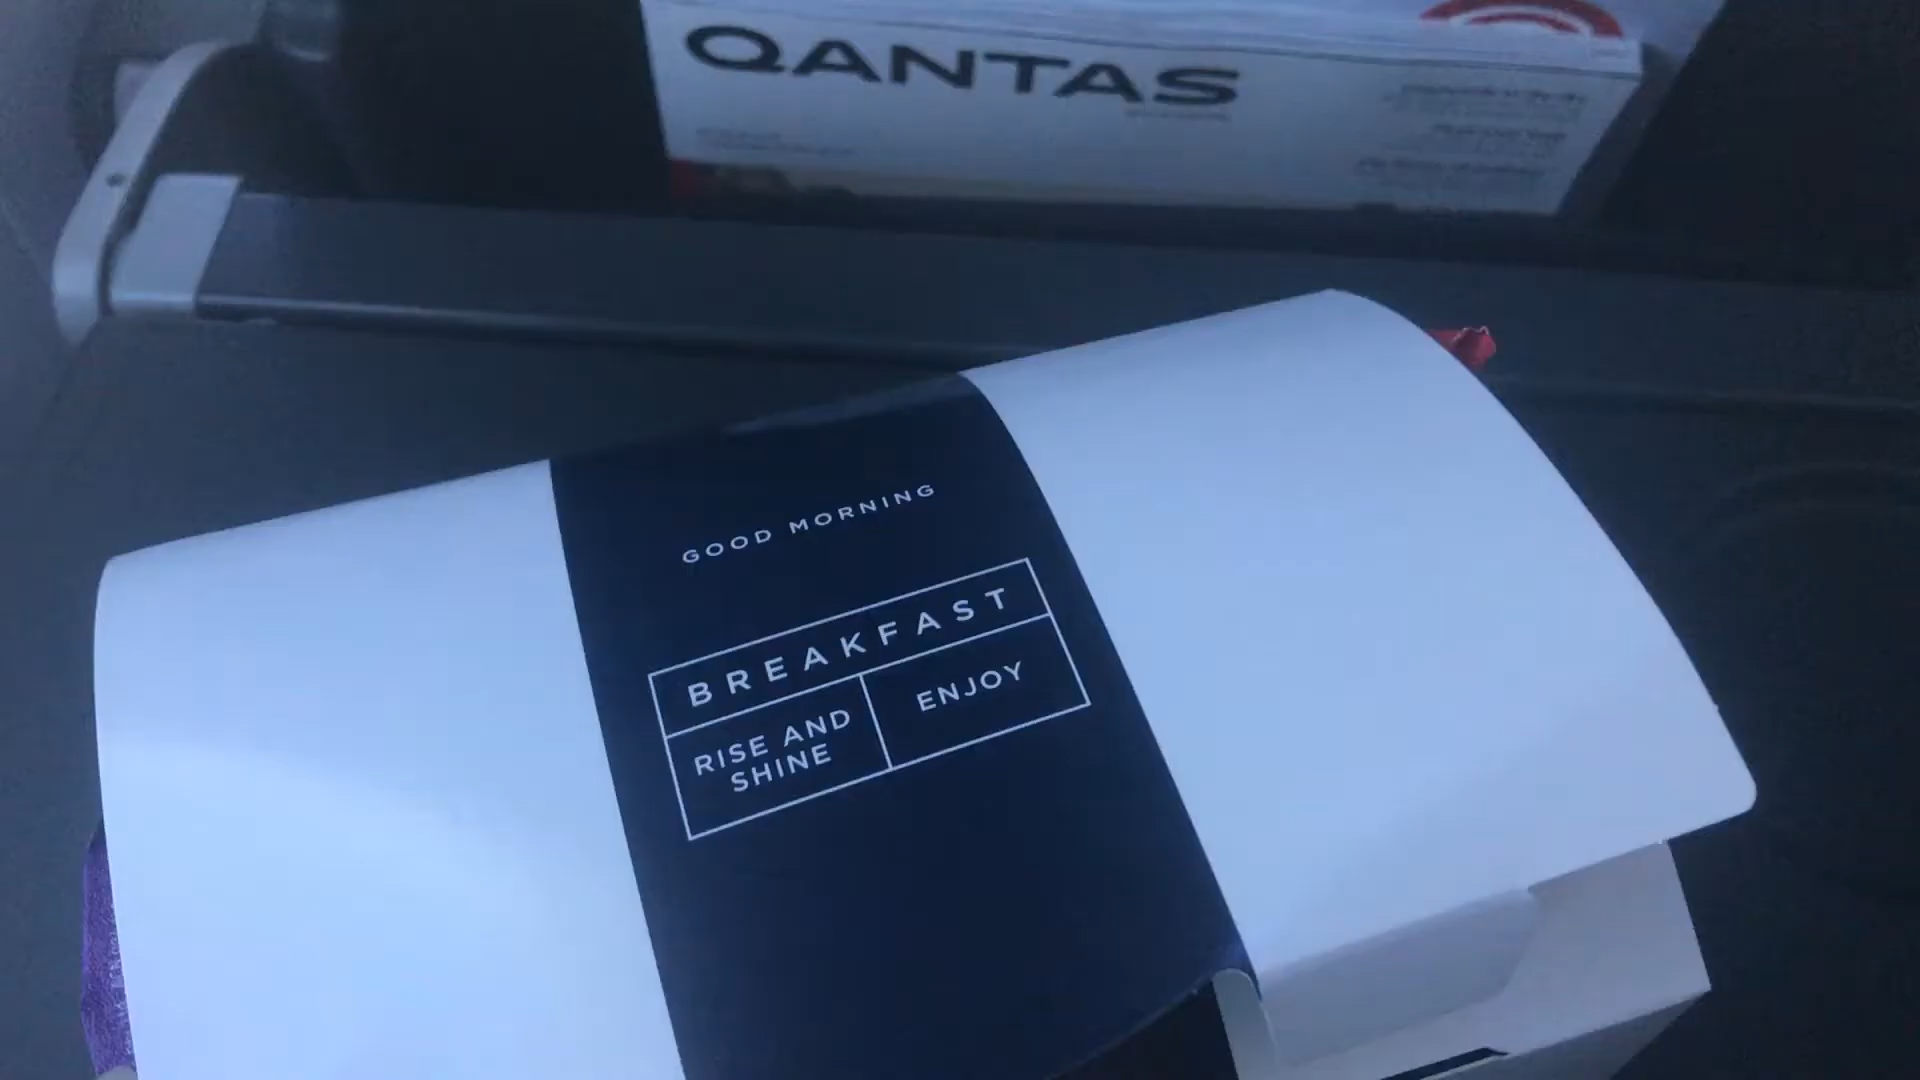 QANTAS
GOOD MORNING
BREAKFAST
RISE AND
SHINE
ENJOY